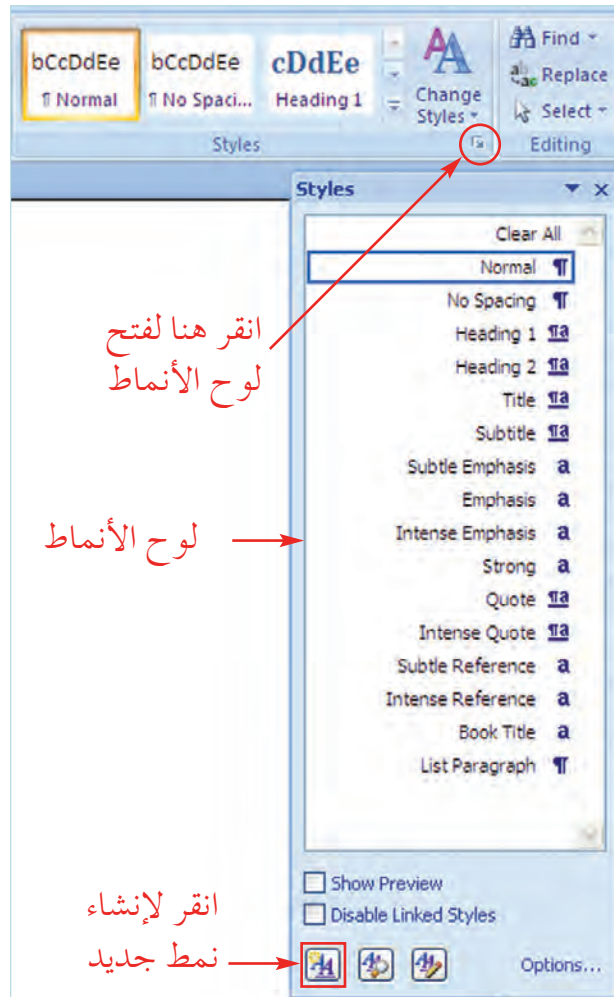 bCcDdEe bCcDdEe cDdEe
¶ Normal ¶ No Spaci... Heading 1
Change
Styles
Find
Replace
Select
Styles
Editing
Styles
Clear All
Normal ¶
No Spacing ¶
Heading 1 ¶a
Heading 2 ¶a
Title ¶a
Subtitle ¶a
Subtle Emphasis a
Emphasis a
Intense Emphasis a
Strong a
Quote ¶a
Intense Quote ¶a
Subtle Reference a
Intense Reference a
Book Title a
List Paragraph ¶
انقر هنا لفتح
لوح الأنماط
لوح الأنماط
Show Preview
Disable Linked Styles
انقر لإنشاء
نمط جديد
Options...